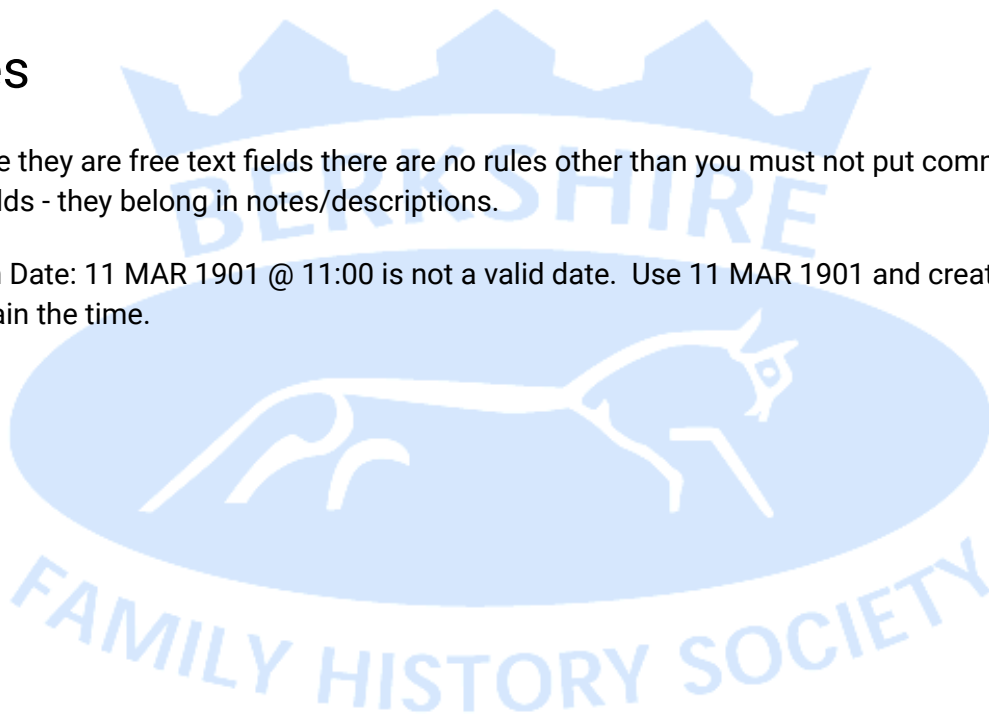 es
e they are free text fields there are no rules other than you must not put comm
lds - they belong in notes/descriptions.
n Date: 11 MAR 1901 @ 11:00 is not a valid date.  Use 11 MAR 1901 and creat
ain the time.
BERKSHIRE
FAMILY HISTORY SOCIETY